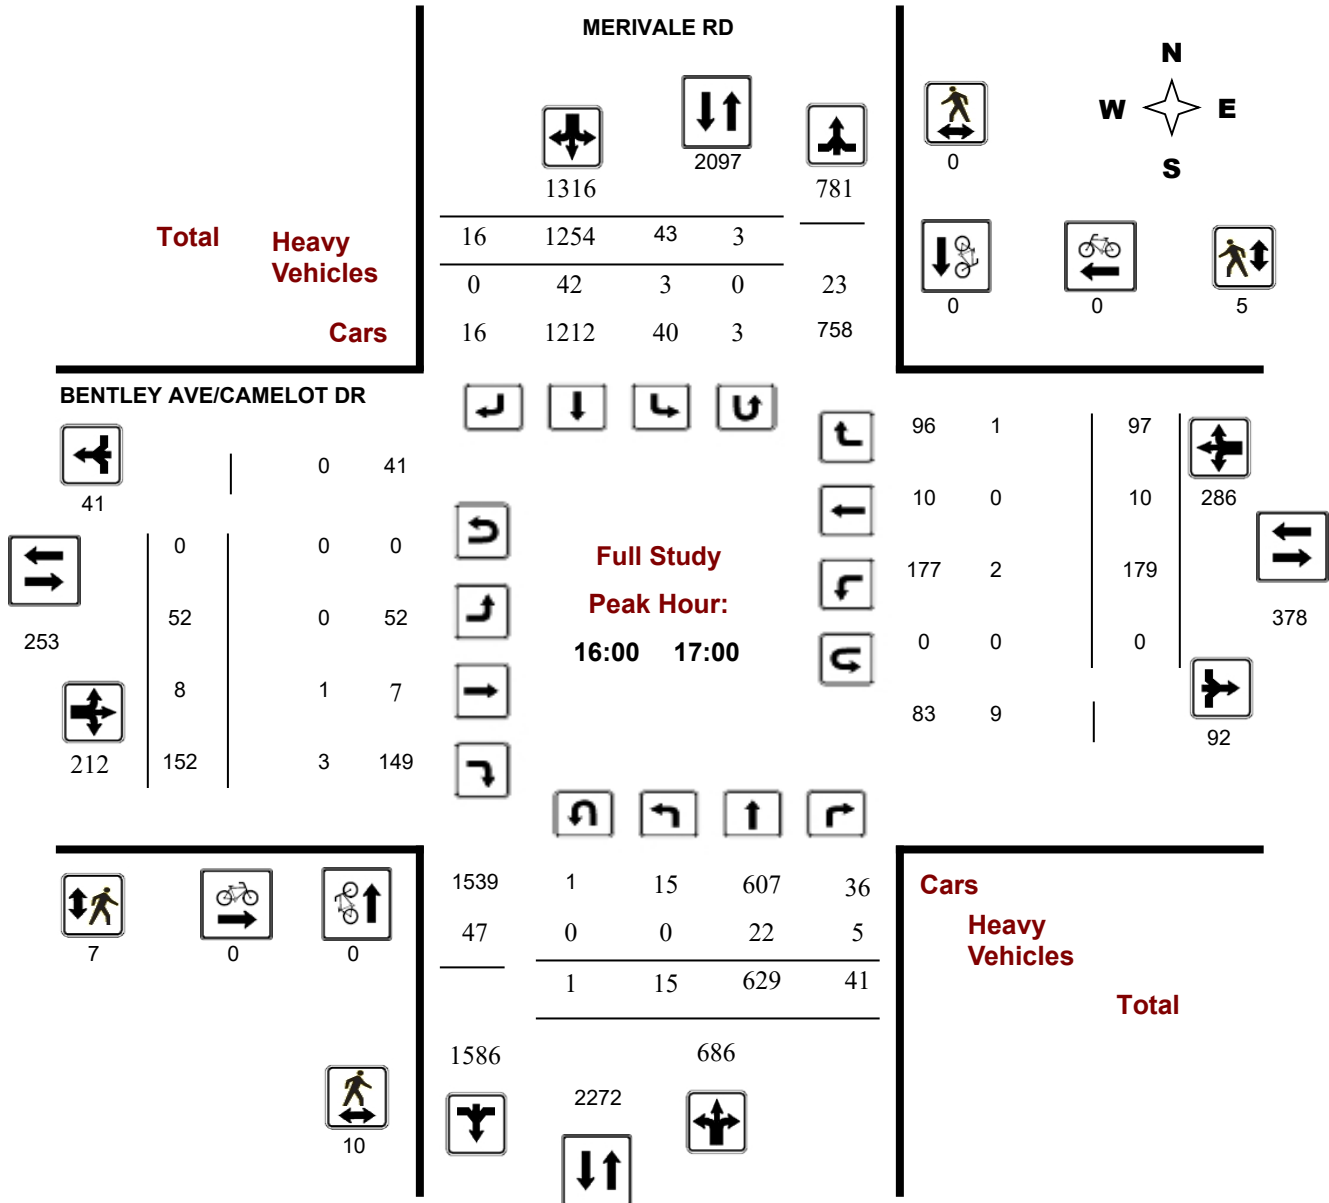 MERIVALE RD
N
W E
S
2097
0
1316
781
Total
Heavy
Vehicles
Cars
16 1254 43 3
0 42 3 0 23
16 1212 40 3 758
0 0 5
BENTLEY AVE/CAMELOT DR
0 41
41
0 0 0
52 0 52
253
8 1 7
212
152 3 149
Full Study
Peak Hour:
16:00 17:00
96 1 97
10 0 10
286
177 2 179
378
0 0 0
83 9
92
7 0 0
10
1539 1 15 607 36
47 0 0 22 5
1 15 629 41
1586 686
2272
Cars
Heavy
Vehicles
Total